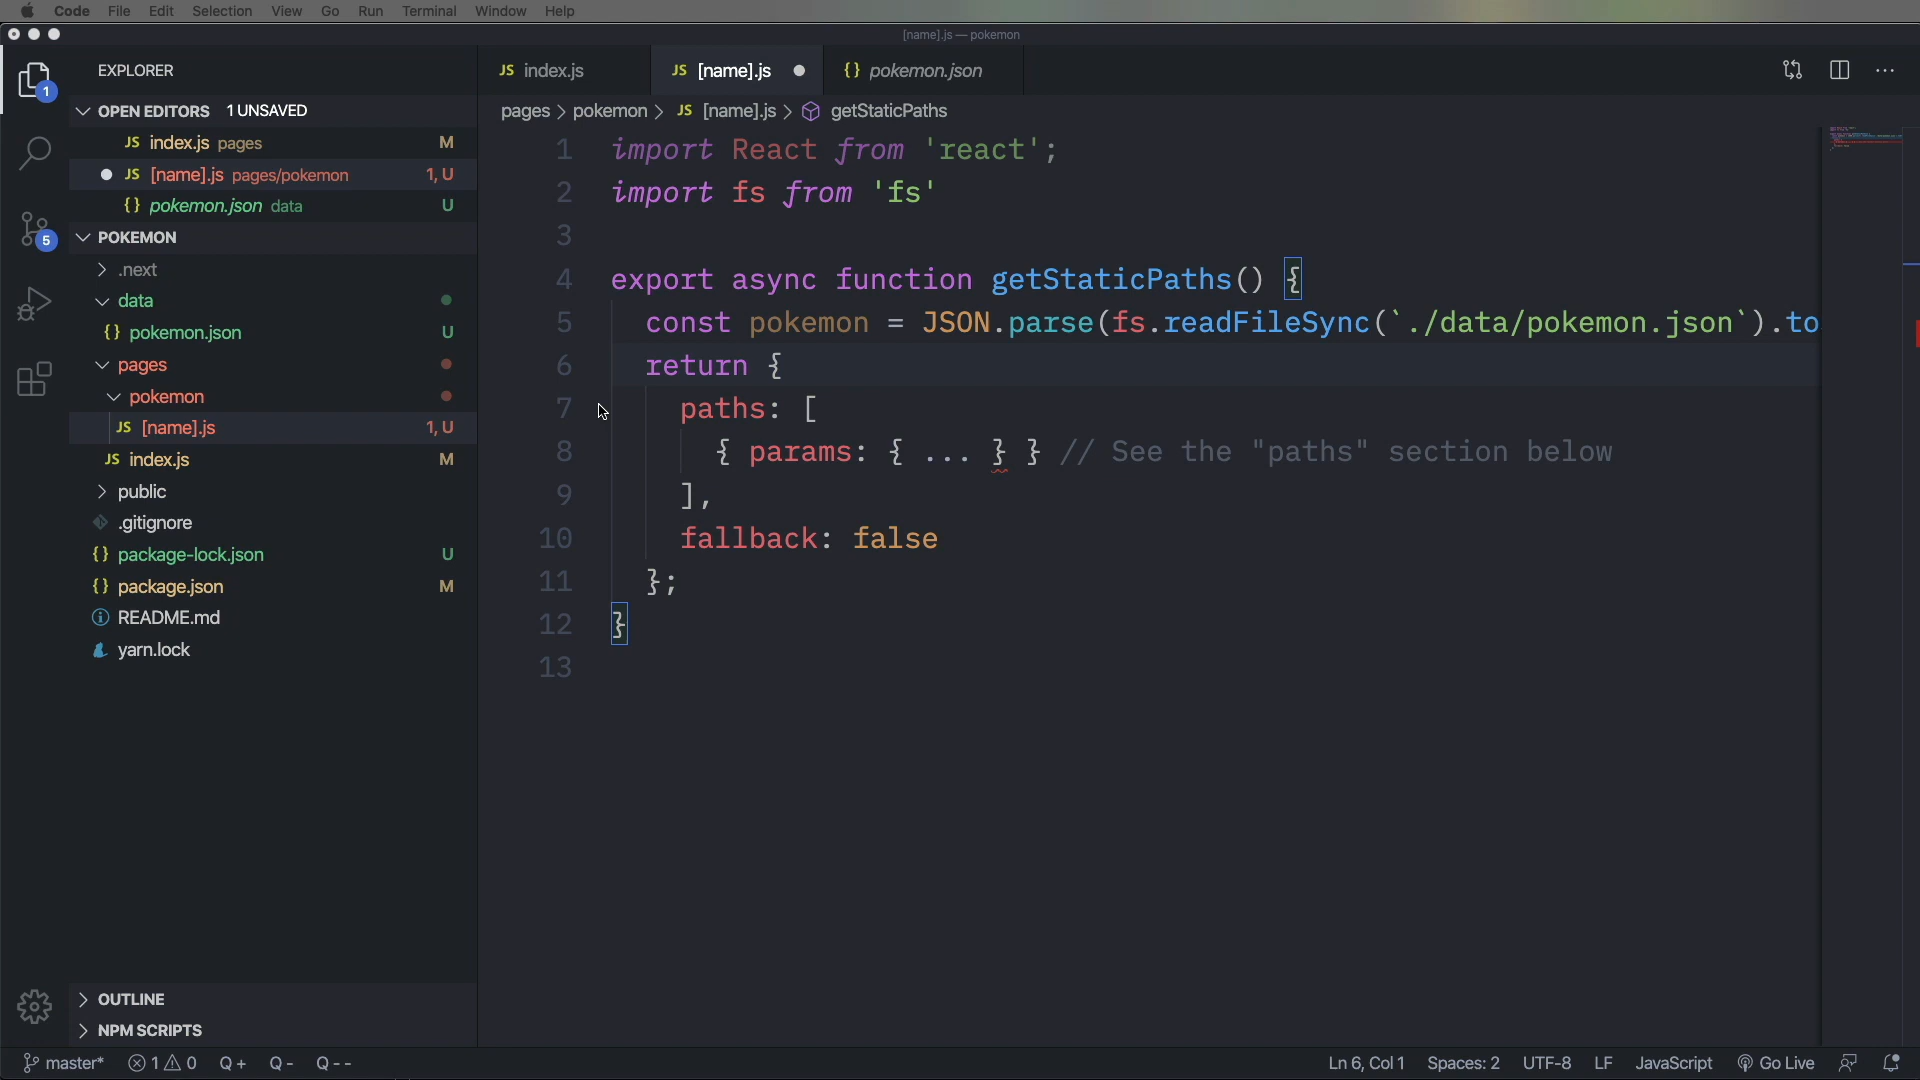 Code File Edit Selection View Go Run Terminal Window Help
[name].js — pokemon
EXPLORER
OPEN EDITORS 1 UNSAVED
JS index.js pages M
JS [name].js pages/pokemon 1, U
{} pokemon.json data U
POKEMON
.next
data
{} pokemon.json U
pages
pokemon
JS [name].js 1, U
JS index.js M
public
.gitignore
{} package-lock.json U
{} package.json M
README.md
yarn.lock
OUTLINE
NPM SCRIPTS
1
5
JS index.js
JS [name].js
{} pokemon.json
pages > pokemon > JS [name].js > getStaticPaths
1 import React from 'react';
2 import fs from 'fs'
3
4 export async function getStaticPaths() {
5 const pokemon = JSON.parse(fs.readFileSync(`./data/pokemon.json`).to
6 return {
7 paths: [
8 { params: { ... } } // See the "paths" section below
9 ],
10 fallback: false
11 };
12 }
13
master* 1 0 Q+ Q- Q--
Ln 6, Col 1 Spaces: 2 UTF-8 LF JavaScript Go Live